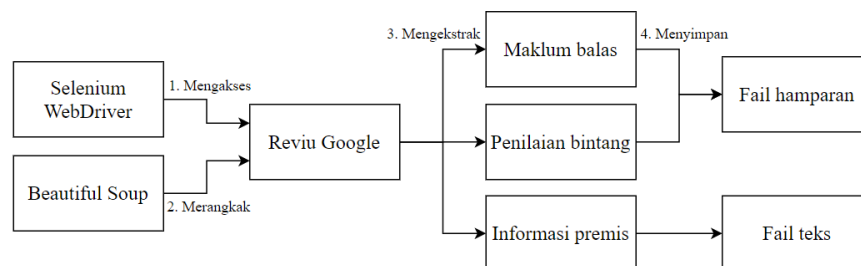 3. Mengekstrak
Maklum balas
4. Menyimpan
Selenium
WebDriver
1. Mengakses
Fail hamparan
Reviu Google
Penilaian bintang
Beautiful Soup
2. Merangkak
Informasi premis
Fail teks